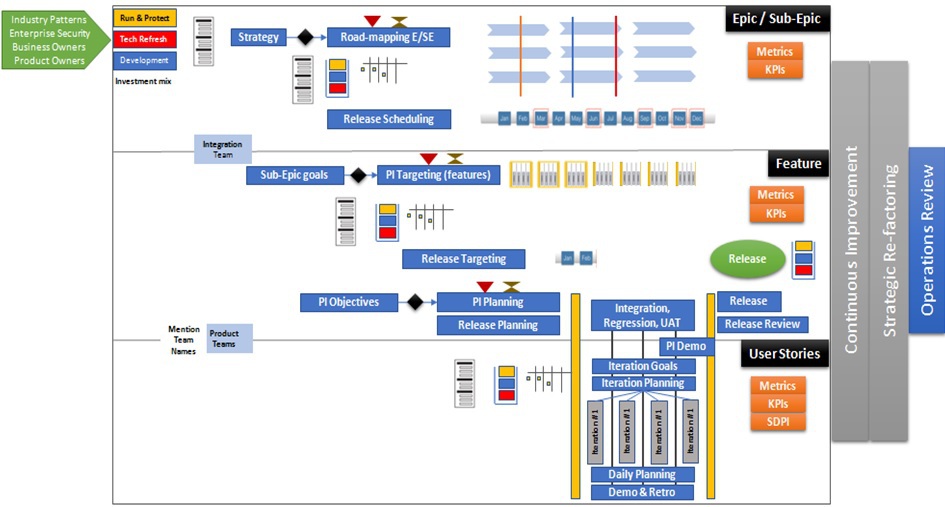 Industry Patterns
Enterprise Security
Business Owners
Product Owners
Run & Protect
Tech Refresh
Development
Investment mix
Strategy
Road-mapping E/SE
Epic / Sub-Epic
Metrics
KPIs
Release Scheduling
Jan Feb Mar Apr May Jun Jul Aug Sep Oct Nov Dec
Integration
Team
Sub-Epic goals
PI Targeting (features)
Feature
Metrics
KPIs
Release Targeting
Jan Feb
Release
PI Objectives
PI Planning
Release Planning
Integration,
Regression, UAT
Release
Release Review
PI Demo
Mention
Team
Names
Product
Teams
User Stories
Iteration Goals
Iteration Planning
Metrics
KPIs
SDPI
Iteration # 1
Iteration # 1
Iteration # 1
Iteration # 1
Daily Planning
Demo & Retro
Continuous Improvement
Strategic Re-factoring
Operations Review